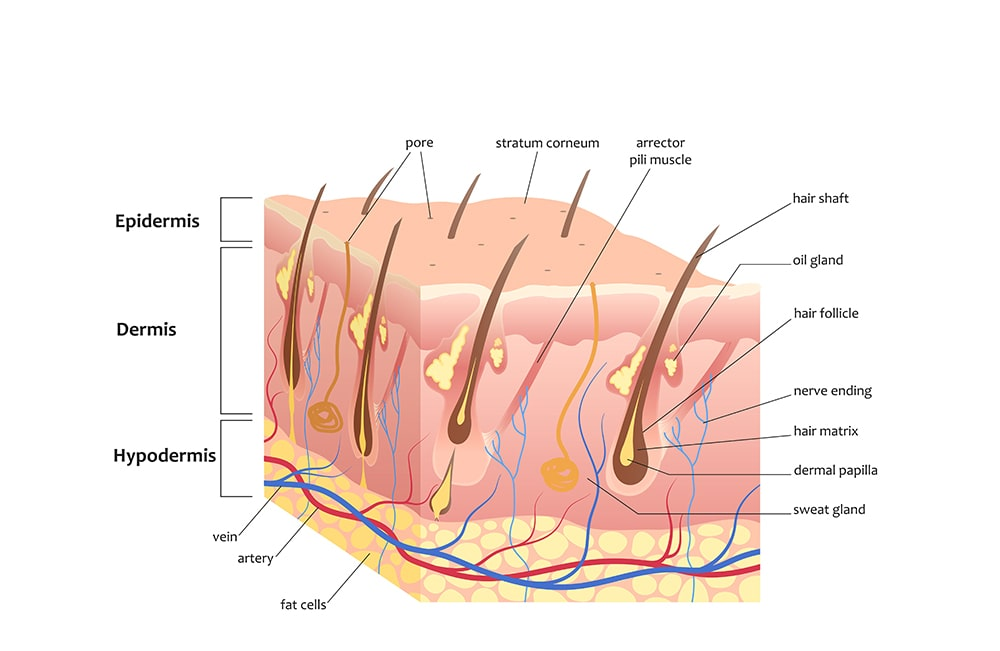 pore
stratum corneum
arrector
pili muscle
hair shaft
Epidermis
oil gland
hair follicle
Dermis
nerve ending
hair matrix
Hypodermis
dermal papilla
sweat gland
vein
artery
fat cells